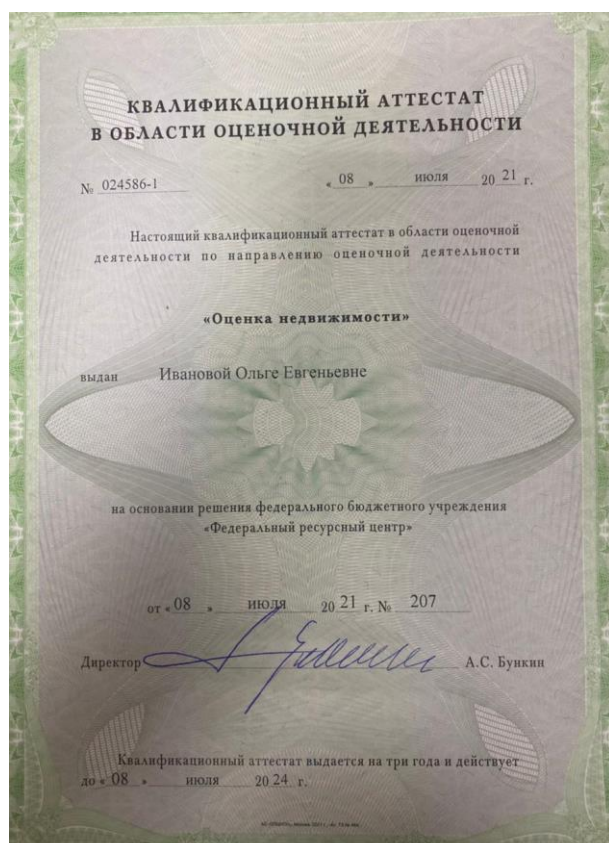 КВАЛИФИКАЦИОННЫЙ АТТЕСТАТ
В ОБЛАСТИ ОЦЕНОЧНОЙ ДЕЯТЕЛЬНОСТИ
№ 024586-1 « 08 » июля 20 21 г.
Настоящий квалификационный аттестат в области оценочной
деятельности по направлению оценочной деятельности
«Оценка недвижимости»
выдан Ивановой Ольге Евгеньевне
на основании решения федерального бюджетного учреждения
«Федеральный ресурсный центр»
от « 08 » июля 20 21 г. № 207
Директор А.С. Бункин
Квалификационный аттестат выдается на три года и действует
до « 08 » июля 20 24 г.